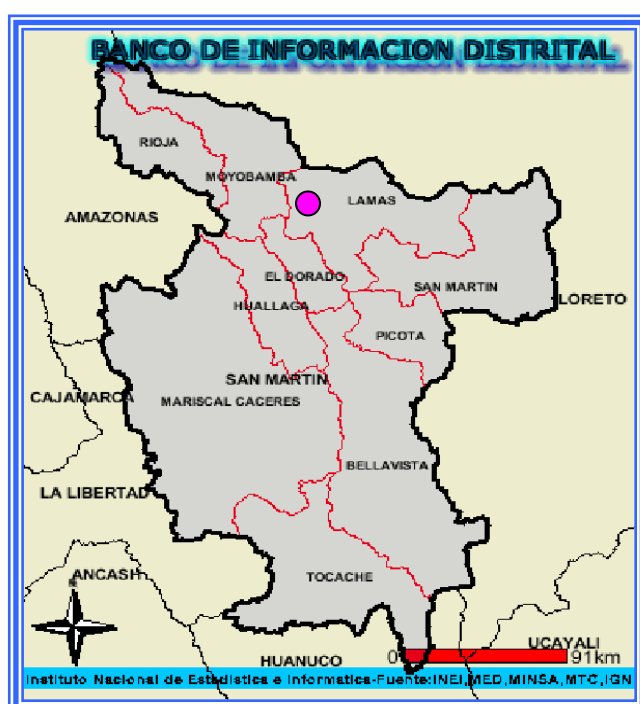 BANCO DE INFORMACION DISTRITAL
RIOJA
MOYOBAMBA
LAMAS
AMAZONAS
EL DORADO
SAN MARTIN
LORETO
HUALLAGA
PICOTA
SAN MARTIN
CAJAMARCA
MARISCAL CACERES
BELLAVISTA
LA LIBERTAD
ANCASH
TOCACHE
N
UCAYALI
HUANUCO
0 91km
Instituto Nacional de Estadistica e Informatica-Fuente:INEI,MED,MINSA,MTC,IGN